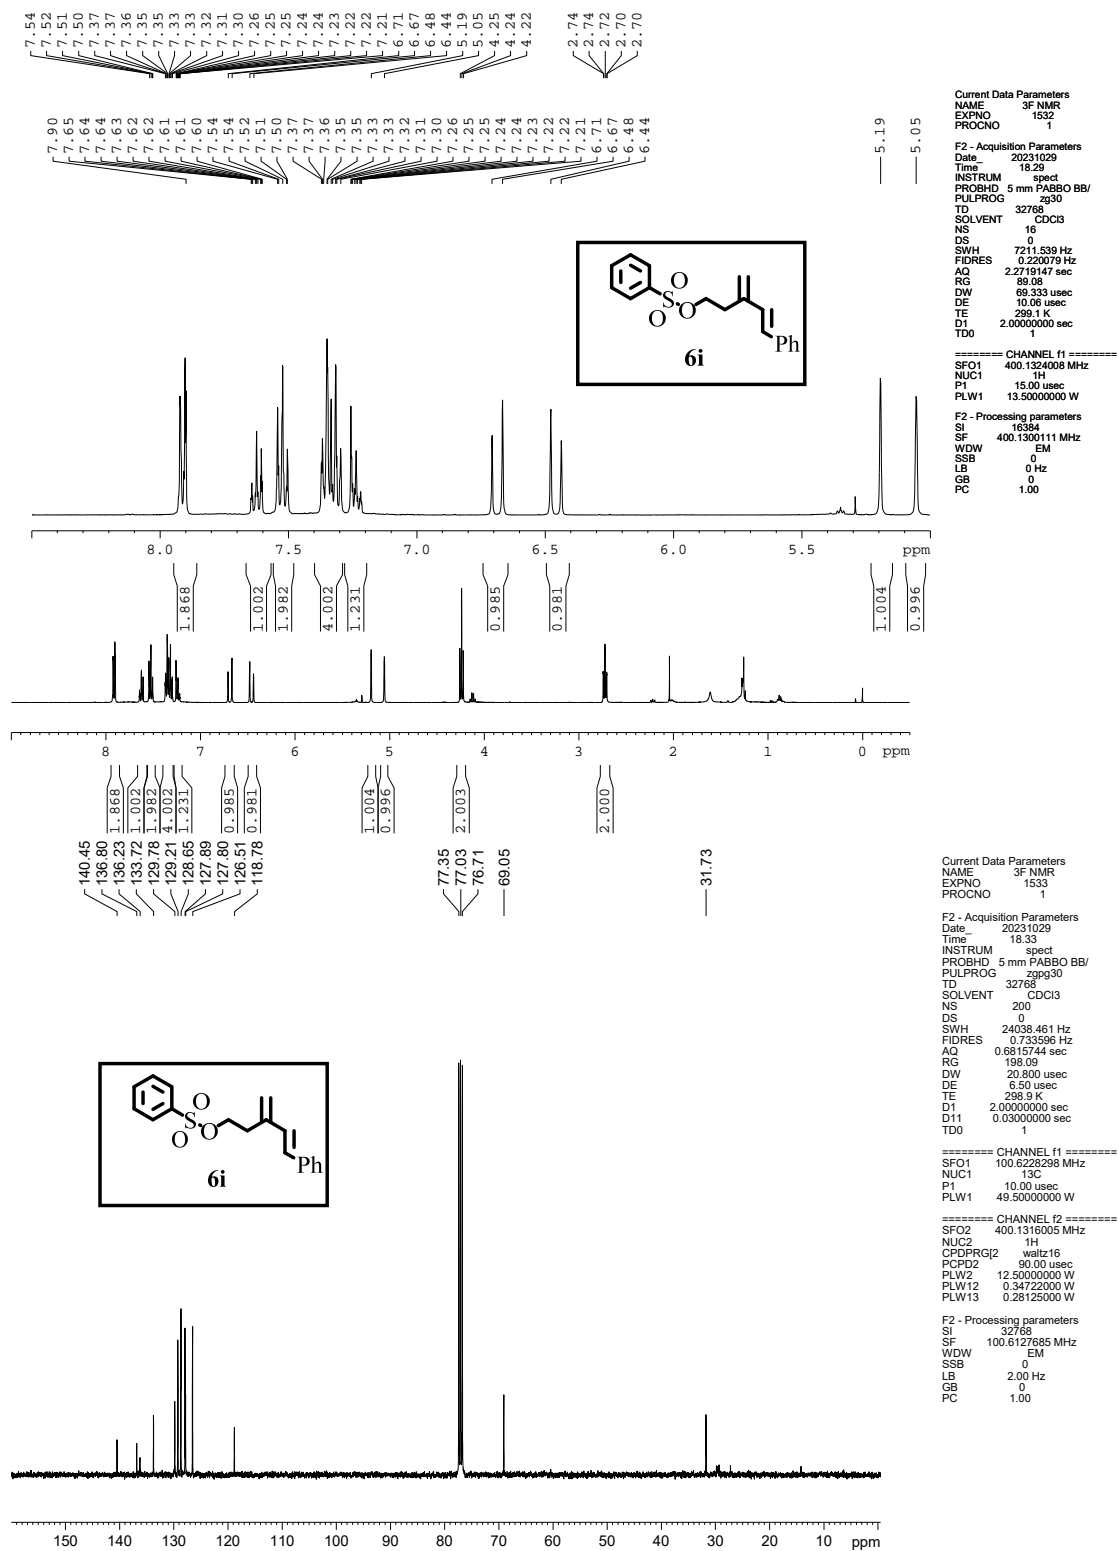 7.54 7.52 7.51 7.50 7.37 7.37 7.36 7.35 7.35 7.33 7.33 7.32 7.31 7.30 7.26 7.25 7.25 7.24 7.24 7.23 7.22 7.22 7.21 6.71 6.67 6.48 6.44 5.19 5.05 4.25 4.24 4.22 2.74 2.74 2.72 2.70 2.70
7.90 7.65 7.64 7.64 7.63 7.62 7.62 7.61 7.61 7.60 7.54 7.54 7.52 7.51 7.50 7.37 7.37 7.36 7.35 7.35 7.33 7.33 7.32 7.31 7.30 7.26 7.25 7.25 7.24 7.24 7.23 7.22 7.22 7.21 6.71 6.67 6.48 6.44 5.19 5.05
Current Data Parameters
NAME 3F NMR
EXPNO 1532
PROCNO 1
F2 - Acquisition Parameters
Date_ 20231029
Time 18.29
INSTRUM spect
PROBHD 5 mm PABBO BB/
PULPROG zg30
TD 32768
SOLVENT CDCl3
NS 16
DS 0
SWH 7211.539 Hz
FIDRES 0.220079 Hz
AQ 2.2719147 sec
RG 89.08
DW 69.333 usec
DE 10.06 usec
TE 299.1 K
D1 2.00000000 sec
TD0 1
======== CHANNEL f1 ========
SFO1 400.1324008 MHz
NUC1 1H
P1 15.00 usec
PLW1 13.50000000 W
F2 - Processing parameters
SI 16384
SF 400.1300111 MHz
WDW EM
SSB 0
LB 0 Hz
GB 0
PC 1.00
O
S
O
O
Ph
6i
8.0 7.5 7.0 6.5 6.0 5.5 ppm
1.868 1.002 1.982 4.002 1.231 0.985 0.981 1.004 0.996
8 7 6 5 4 3 2 1 0 ppm
1.868 1.002 1.982 4.002 1.231 0.985 0.981 1.004 0.996 2.003 2.000
140.45 136.80 136.23 133.72 129.78 129.21 128.65 127.89 127.80 126.51 118.78 77.35 77.03 76.71 69.05 31.73
Current Data Parameters
NAME 3F NMR
EXPNO 1533
PROCNO 1
F2 - Acquisition Parameters
Date_ 20231029
Time 18.33
INSTRUM spect
PROBHD 5 mm PABBO BB/
PULPROG zgpg30
TD 32768
SOLVENT CDCl3
NS 200
DS 0
SWH 24038.461 Hz
FIDRES 0.733596 Hz
AQ 0.6815744 sec
RG 198.09
DW 20.800 usec
DE 6.50 usec
TE 298.9 K
D1 2.00000000 sec
D11 0.03000000 sec
TD0 1
======== CHANNEL f1 ========
SFO1 100.6228298 MHz
NUC1 13C
P1 10.00 usec
PLW1 49.50000000 W
======== CHANNEL f2 ========
SFO2 400.1316005 MHz
NUC2 1H
CPDPRG[2 waltz16
PCPD2 90.00 usec
PLW2 12.50000000 W
PLW12 0.34722000 W
PLW13 0.28125000 W
F2 - Processing parameters
SI 32768
SF 100.6127685 MHz
WDW EM
SSB 0
LB 2.00 Hz
GB 0
PC 1.00
O
S
O
O
Ph
6i
150 140 130 120 110 100 90 80 70 60 50 40 30 20 10 ppm